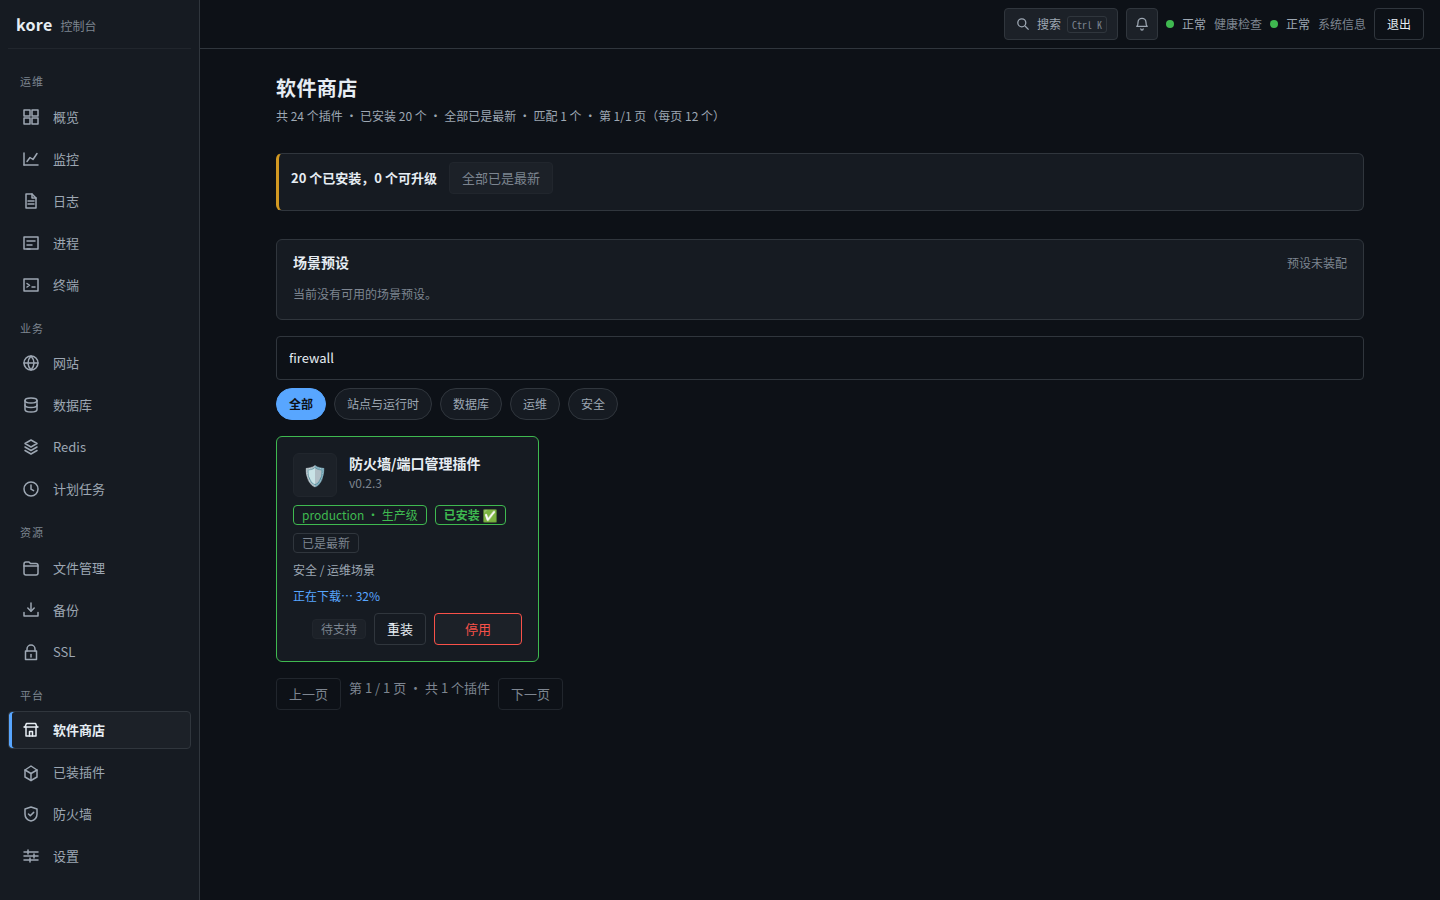 kore 控制台
搜索 Ctrl K
正常 健康检查
正常 系统信息
退出
运维
概览
监控
日志
进程
终端
业务
网站
数据库
Redis
计划任务
资源
文件管理
备份
SSL
平台
软件商店
已装插件
防火墙
设置
软件商店
共 24 个插件 · 已安装 20 个 · 全部已是最新 · 匹配 1 个 · 第 1/1 页（每页 12 个）
20 个已安装，0 个可升级 全部已是最新
场景预设 预设未装配
当前没有可用的场景预设。
firewall
全部 站点与运行时 数据库 运维 安全
防火墙/端口管理插件
v0.2.3
production · 生产级 已安装 ✅
已是最新
安全 / 运维场景
正在下载… 32%
待支持 重装 停用
上一页 第 1 / 1 页 · 共 1 个插件 下一页